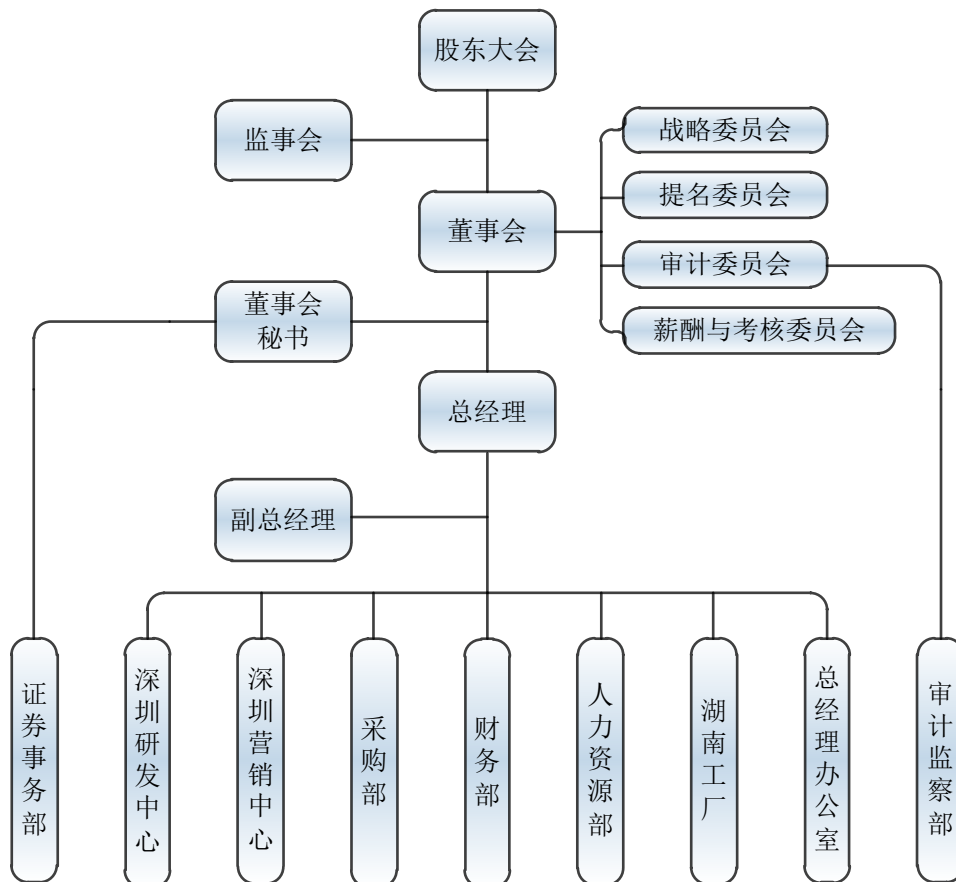 股东大会
监事会
战略委员会
提名委员会
董事会
审计委员会
董事会
秘书
薪酬与考核委员会
总经理
副总经理
证券事务部
深圳研发中心
深圳营销中心
采购部
财务部
人力资源部
湖南工厂
总经理办公室
审计监察部